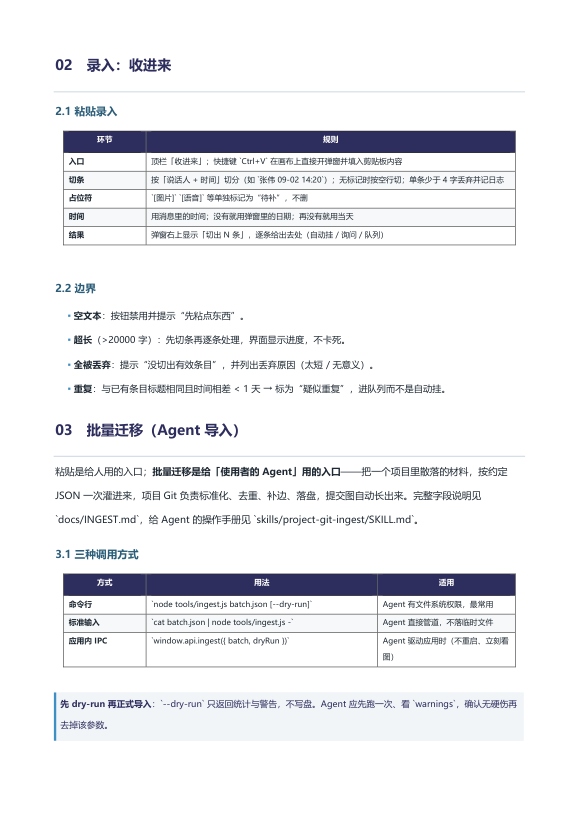 02 录入：收进来
2.1 粘贴录入
环节 规则
入口 顶栏「收进来」；快捷键 `Ctrl+V` 在画布上直接开弹窗并填入剪贴板内容
切条 按「说话人 + 时间」切分（如 `张伟 09-02 14:20`）；无标记时按空行切；单条少于 4 字丢弃并记日志
占位符 `[图片]` `[语音]` 等单独标记为“待补”，不删
时间 用消息里的时间；没有就用弹窗里的日期；再没有就用当天
结果 弹窗右上显示「切出 N 条」，逐条给出去处（自动挂 / 询问 / 队列）
2.2 边界
• 空文本：按钮禁用并提示“先粘点东西”。
• 超长（>20000 字）：先切条再逐条处理，界面显示进度，不卡死。
• 全被丢弃：提示“没切出有效条目”，并列出丢弃原因（太短 / 无意义）。
• 重复：与已有条目标题相同且时间相差 < 1 天 → 标为“疑似重复”，进队列而不是自动挂。
03 批量迁移（Agent 导入）
粘贴是给人用的入口；批量迁移是给「使用者的 Agent」用的入口——把一个项目里散落的材料，按约定
JSON 一次灌进来，项目 Git 负责标准化、去重、补边、落盘，提交图自动长出来。完整字段说明见
`docs/INGEST.md`，给 Agent 的操作手册见 `skills/project-git-ingest/SKILL.md`。
3.1 三种调用方式
方式 用法 适用
命令行 `node tools/ingest.js batch.json [--dry-run]` Agent 有文件系统权限，最常用
标准输入 `cat batch.json | node tools/ingest.js -` Agent 直接管道，不落临时文件
应用内 IPC `window.api.ingest({ batch, dryRun })` Agent 驱动应用时（不重启、立刻看
图）
先 dry-run 再正式导入：`--dry-run` 只返回统计与警告，不写盘。Agent 应先跑一次、看 `warnings`，确认无硬伤再
去掉该参数。